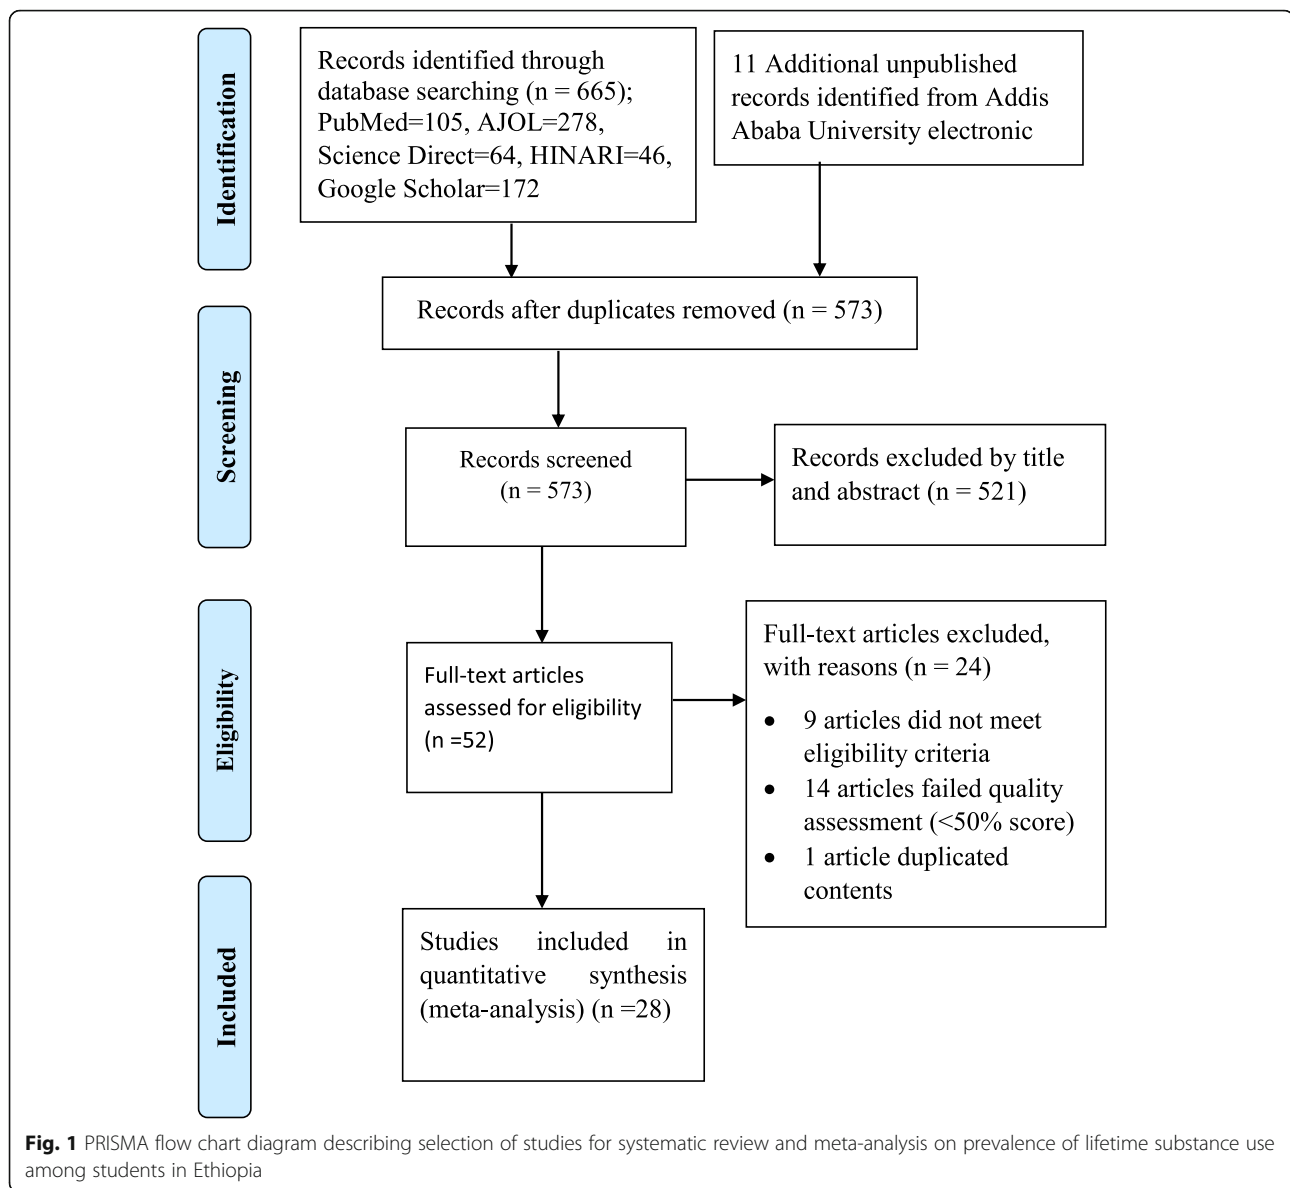 Identification
Records identified through
database searching (n = 665);
PubMed=105, AJOL=278,
Science Direct=64, HINARI=46,
Google Scholar=172
11 Additional unpublished
records identified from Addis
Ababa University electronic
Records after duplicates removed (n = 573)
Screening
Records screened
(n = 573)
Records excluded by title
and abstract (n = 521)
Eligibility
Full-text articles
assessed for eligibility
(n =52)
Full-text articles excluded,
with reasons (n = 24)
• 9 articles did not meet
eligibility criteria
• 14 articles failed quality
assessment (<50% score)
• 1 article duplicated
contents
Included
Studies included in
quantitative synthesis
(meta-analysis) (n =28)
Fig. 1 PRISMA flow chart diagram describing selection of studies for systematic review and meta-analysis on prevalence of lifetime substance use
among students in Ethiopia